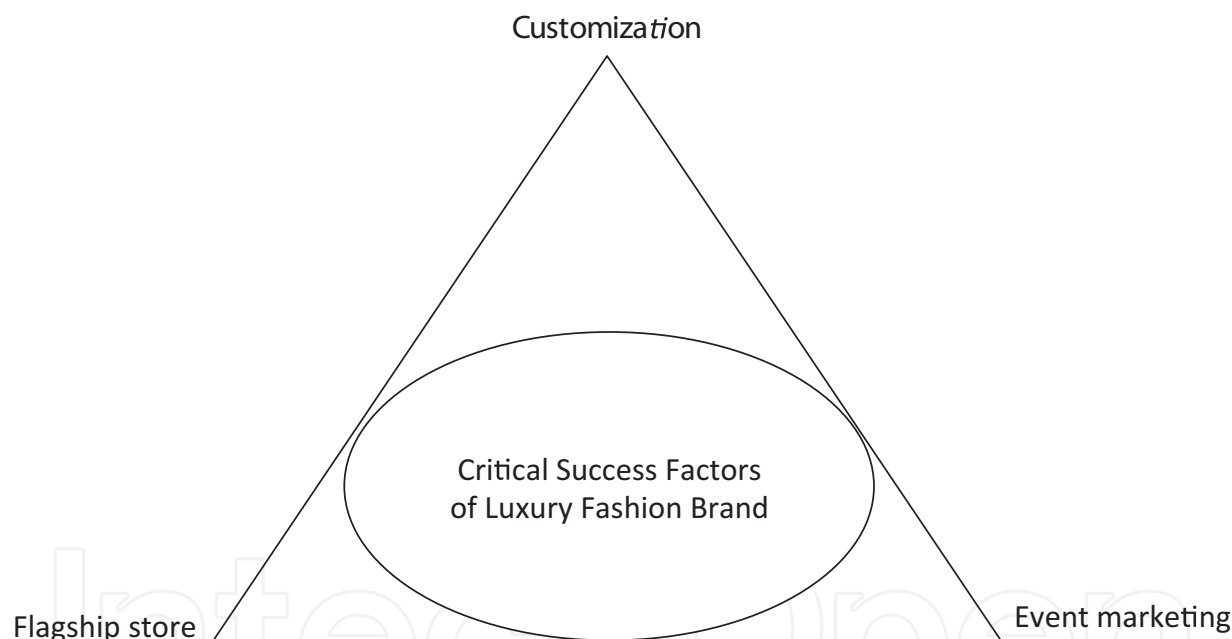 Customization
Critical Success Factors
of Luxury Fashion Brand
Event marketing
Flagship store